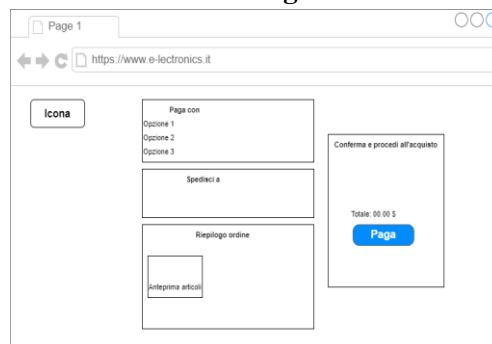 Page 1
https://www.e-lectronics.it
Icona
Paga con
Opzione 1
Opzione 2
Opzione 3
Spedisci a
Riepilogo ordine
Anteprima articoli
Conferma e procedi all'acquisto
Totale: 00.00 $
Paga